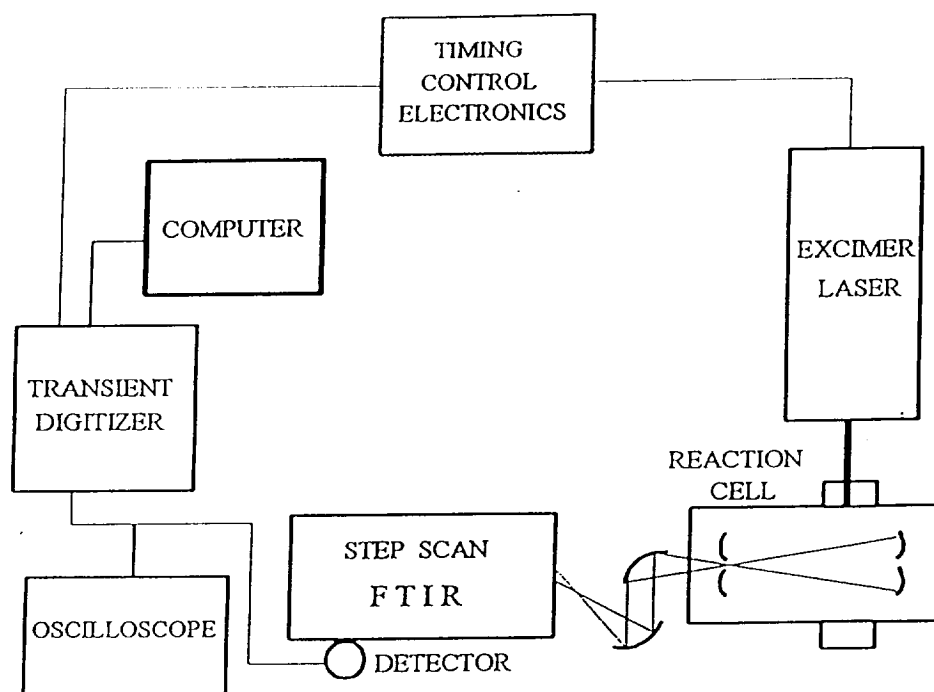 TIMING
CONTROL
ELECTRONICS
COMPUTER
EXCIMER
LASER
TRANSIENT
DIGITIZER
REACTION
CELL
STEP SCAN
FTIR
OSCILLOSCOPE
DETECTOR